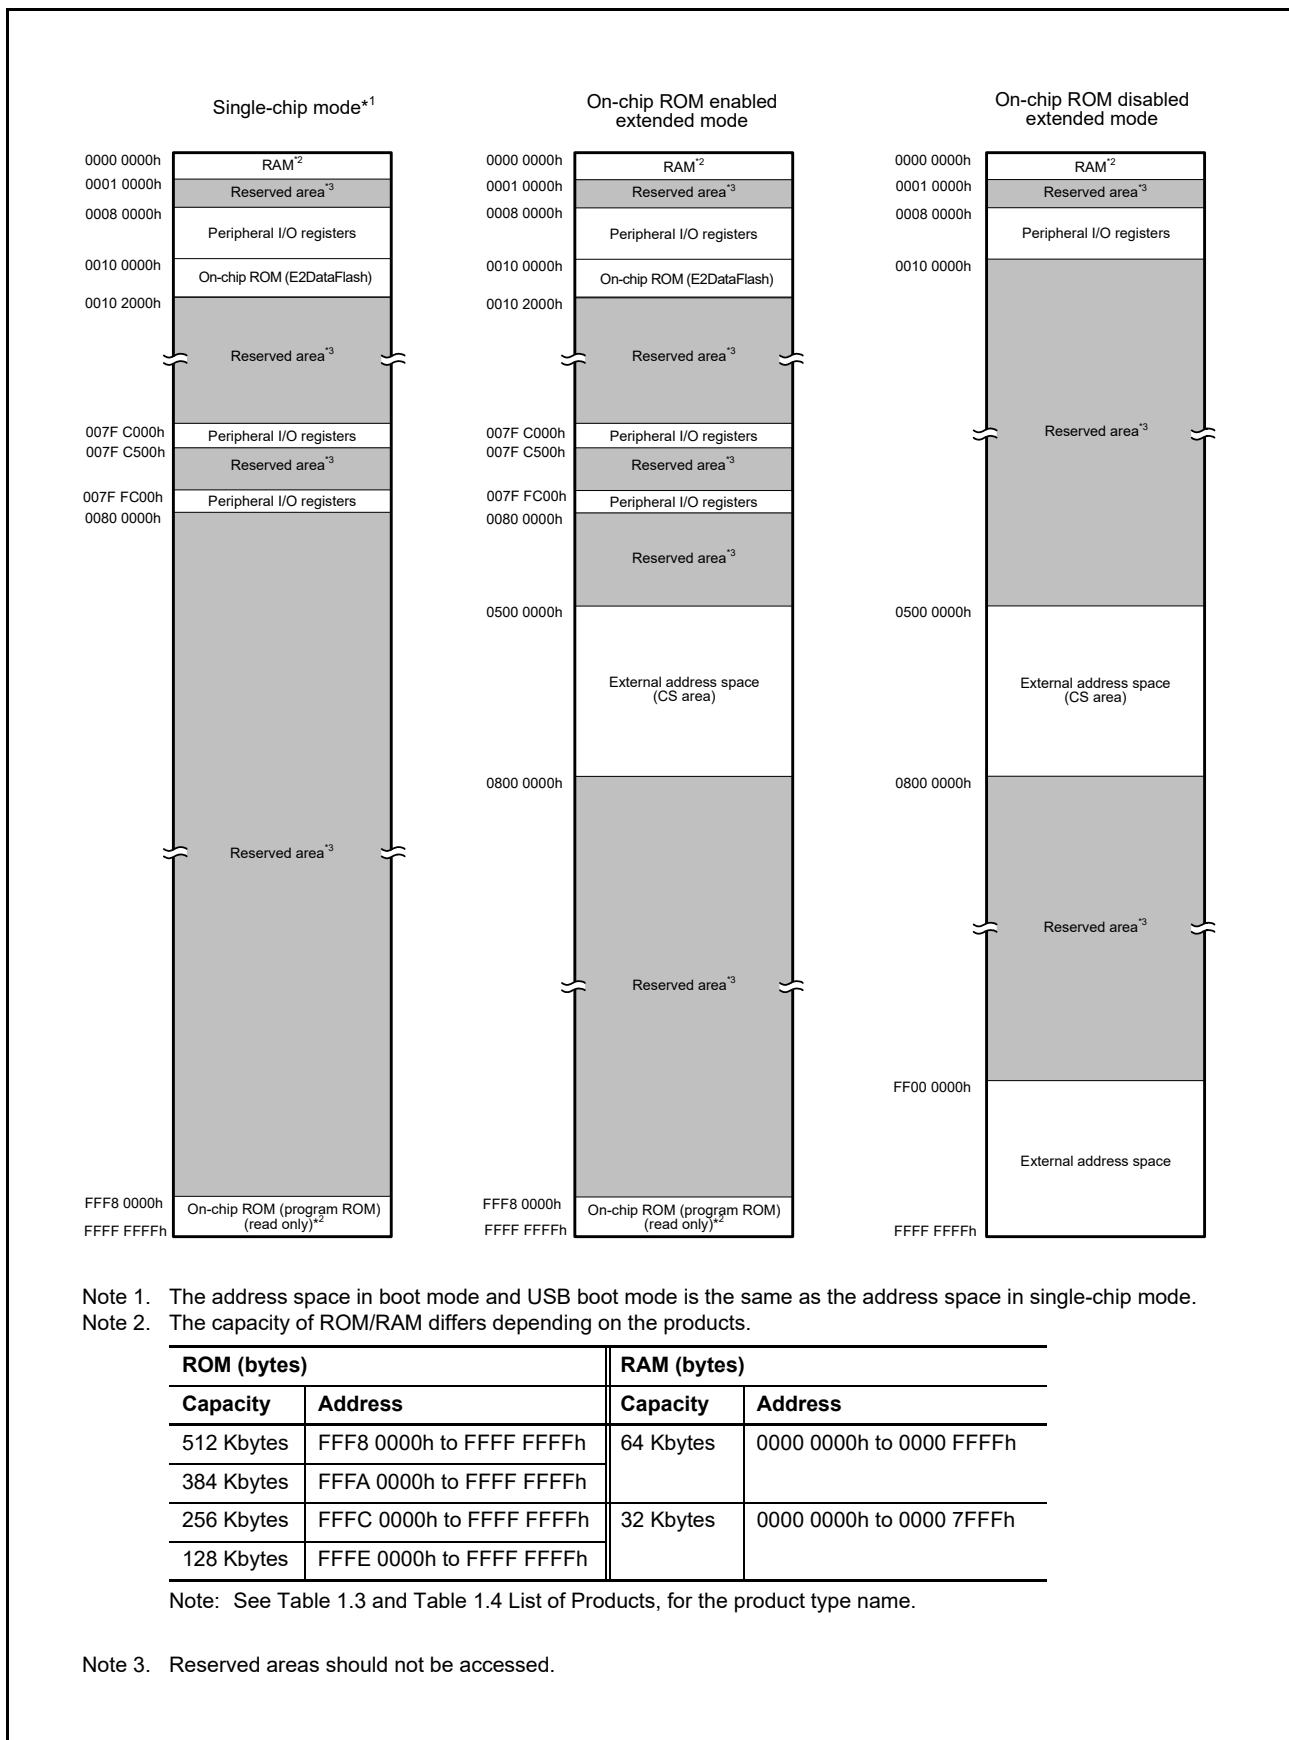 Single-chip mode*1
0000 0000h
RAM*2
0001 0000h
Reserved area*3
0008 0000h
Peripheral I/O registers
0010 0000h
On-chip ROM (E2DataFlash)
0010 2000h
Reserved area*3
007F C000h
Peripheral I/O registers
007F C500h
Reserved area*3
007F FC00h
Peripheral I/O registers
0080 0000h
Reserved area*3
FFF8 0000h
On-chip ROM (program ROM)
(read only)*2
FFFF FFFFh
On-chip ROM enabled
extended mode
0000 0000h
RAM*2
0001 0000h
Reserved area*3
0008 0000h
Peripheral I/O registers
0010 0000h
On-chip ROM (E2DataFlash)
0010 2000h
Reserved area*3
007F C000h
Peripheral I/O registers
007F C500h
Reserved area*3
007F FC00h
Peripheral I/O registers
0080 0000h
Reserved area*3
0500 0000h
External address space
(CS area)
0800 0000h
Reserved area*3
FFF8 0000h
On-chip ROM (program ROM)
(read only)*2
FFFF FFFFh
On-chip ROM disabled
extended mode
0000 0000h
RAM*2
0001 0000h
Reserved area*3
0008 0000h
Peripheral I/O registers
0010 0000h
Reserved area*3
0500 0000h
External address space
(CS area)
0800 0000h
Reserved area*3
FF00 0000h
External address space
FFFF FFFFh
Note 1. The address space in boot mode and USB boot mode is the same as the address space in single-chip mode.
Note 2. The capacity of ROM/RAM differs depending on the products.
ROM (bytes) RAM (bytes)
Capacity Address Capacity Address
512 Kbytes FFF8 0000h to FFFF FFFFh 64 Kbytes 0000 0000h to 0000 FFFFh
384 Kbytes FFFA 0000h to FFFF FFFFh
256 Kbytes FFFC 0000h to FFFF FFFFh 32 Kbytes 0000 0000h to 0000 7FFFh
128 Kbytes FFFE 0000h to FFFF FFFFh
Note: See Table 1.3 and Table 1.4 List of Products, for the product type name.
Note 3. Reserved areas should not be accessed.